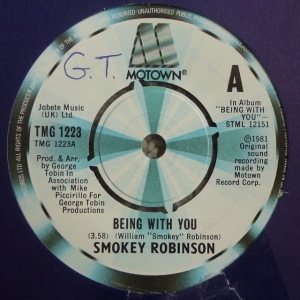 UNAUTHORISED PUBLIC
G.T.
MOTOWN®
A
Jobete Music
(UK) Ltd.
TMG 1223
TMG 1223A
Prod. & Arr.
by George
Tobin In
Association
with Mike
Piccirillo For
George Tobin
Productions
In Album
"BEING WITH
YOU"—
STML 12151
℗1981
Original
sound
recording
made by
Motown
Record Corp.
BEING WITH YOU
(3.58) (William "Smokey" Robinson)
SMOKEY ROBINSON